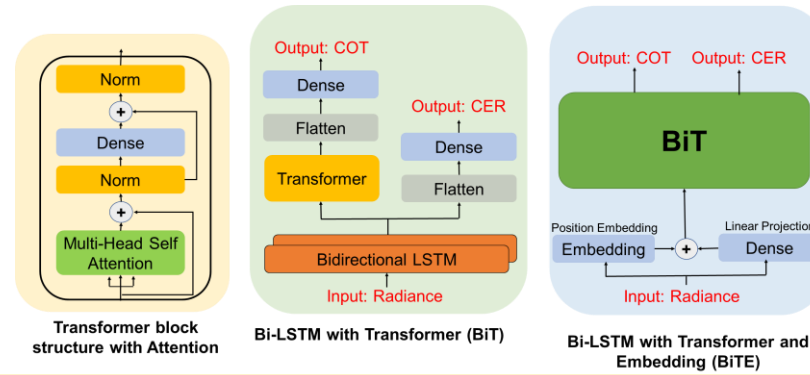 Norm
+
Dense
Norm
+
Multi-Head Self
Attention
Transformer block
structure with Attention
Output: COT
Dense
Flatten
Transformer
Output: CER
Dense
Flatten
Bidirectional LSTM
Input: Radiance
Bi-LSTM with Transformer (BiT)
Output: COT
Output: CER
BiT
Position Embedding
Embedding
+
Linear Projection
Dense
Input: Radiance
Bi-LSTM with Transformer and
Embedding (BiTE)